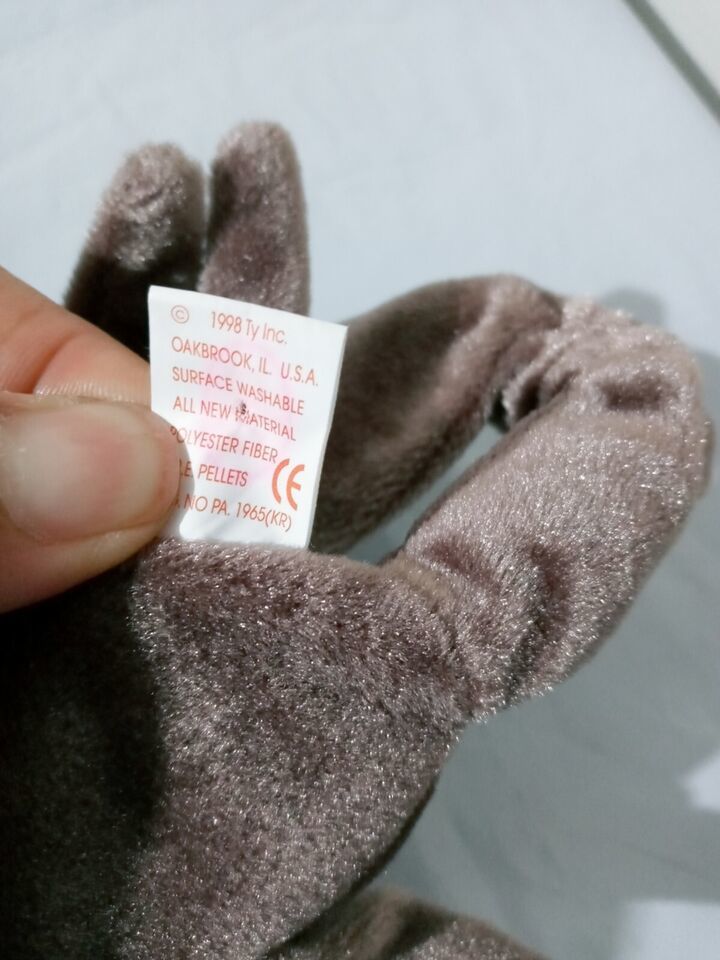 © 1998 Ty Inc.
OAKBROOK, IL. U.S.A.
SURFACE WASHABLE
ALL NEW MATERIAL
POLYESTER FIBER
.E. PELLETS
CE
. NO PA. 1965(KR)